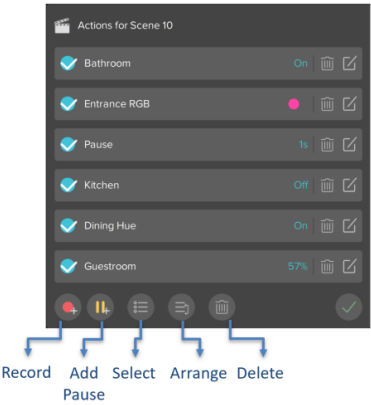 Actions for Scene 10
Bathroom On
Entrance RGB
Pause 1s
Kitchen Off
Dining Hue On
Guestroom 57%
Record Add Pause Select Arrange Delete